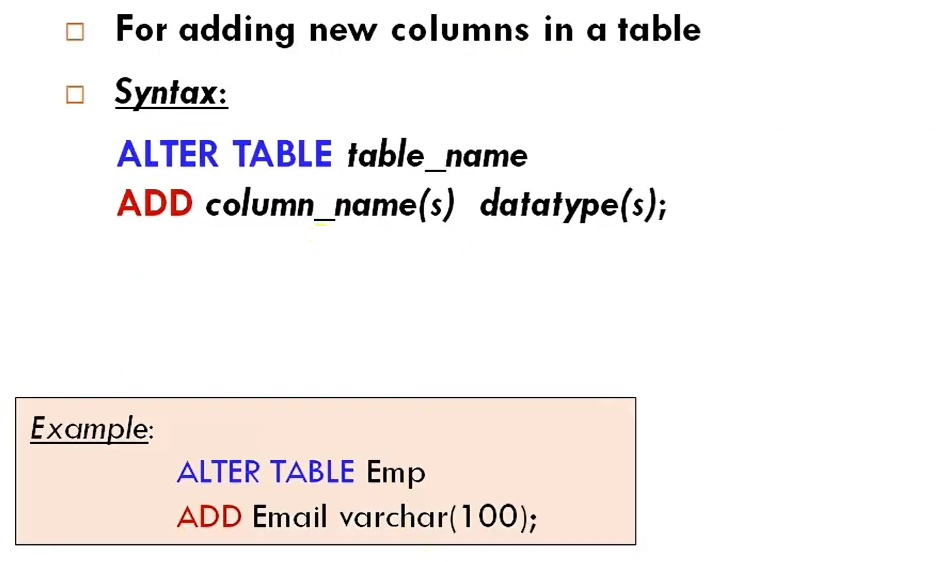 For adding new columns in a table
Syntax:
ALTER TABLE table_name
ADD column_name(s) datatype(s);
Example:
ALTER TABLE Emp
ADD Email varchar(100);